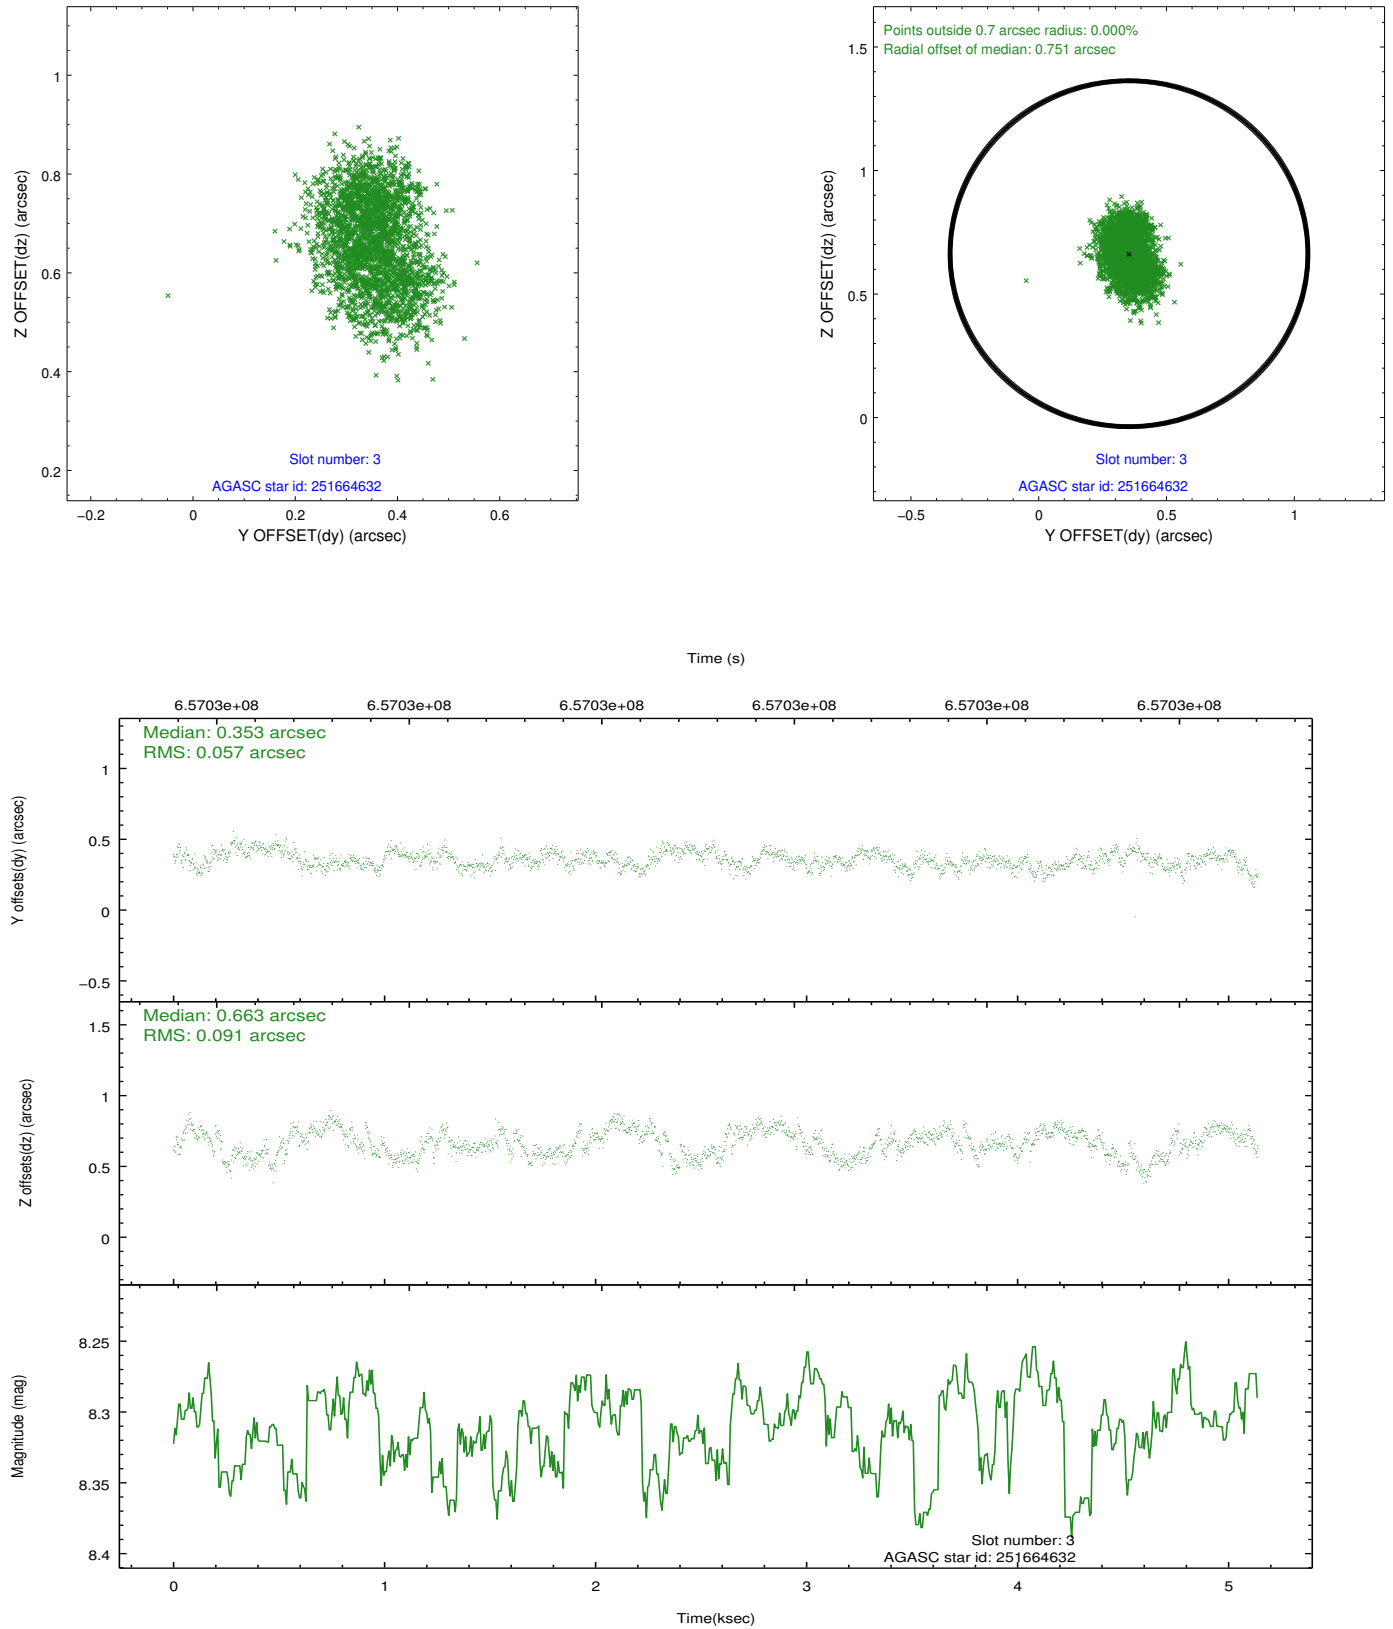 1
0.8
0.6
0.4
0.2
−0.2
0
0.2
0.4
0.6
Z OFFSET(dz) (arcsec)
Y OFFSET(dy) (arcsec)
Slot number: 3
AGASC star id: 251664632
Points outside 0.7 arcsec radius: 0.000%
Radial offset of median: 0.751 arcsec
1.5
1
0.5
0
−0.5
0
0.5
1
Z OFFSET(dz) (arcsec)
Y OFFSET(dy) (arcsec)
Slot number: 3
AGASC star id: 251664632
Time (s)
6.5703e+08 6.5703e+08 6.5703e+08 6.5703e+08 6.5703e+08 6.5703e+08
Median: 0.353 arcsec
RMS: 0.057 arcsec
1
0.5
0
−0.5
Y offsets(dy) (arcsec)
Median: 0.663 arcsec
RMS: 0.091 arcsec
1.5
1
0.5
0
Z offsets(dz) (arcsec)
8.25
8.3
8.35
8.4
Magnitude (mag)
Slot number: 3
AGASC star id: 251664632
0 1 2 3 4 5
Time(ksec)